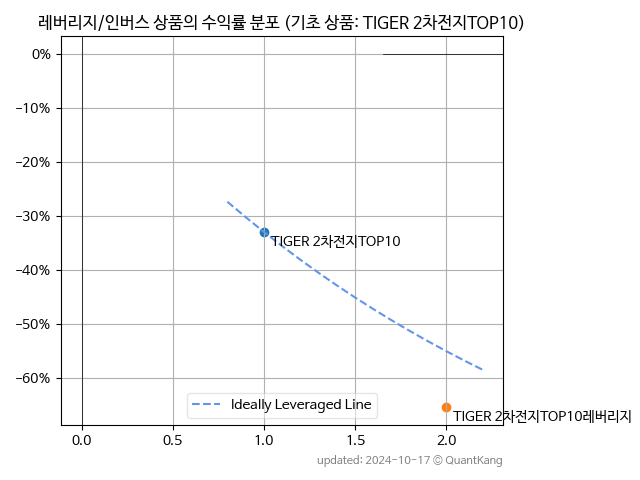 레버리지/인버스 상품의 수익률 분포 (기초 상품: TIGER 2차전지TOP10)
0%
−10%
−20%
−30%
−40%
−50%
−60%
TIGER 2차전지TOP10
Ideally Leveraged Line
TIGER 2차전지TOP10레버리지
0.0 0.5 1.0 1.5 2.0
updated: 2024-10-17 © QuantKang